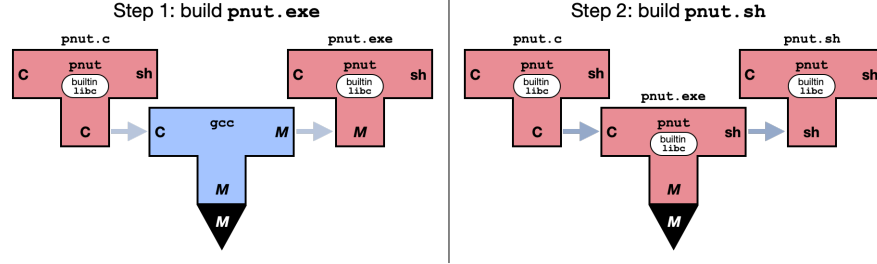 Step 1: build pnut.exe
pnut.c
pnut.exe
C
pnut
sh
builtin
libc
C
C
pnut
sh
builtin
libc
M
C
gcc
M
M
M
Step 2: build pnut.sh
pnut.c
pnut.sh
C
pnut
sh
builtin
libc
C
C
pnut
sh
builtin
libc
sh
pnut.exe
C
pnut
sh
builtin
libc
M
M